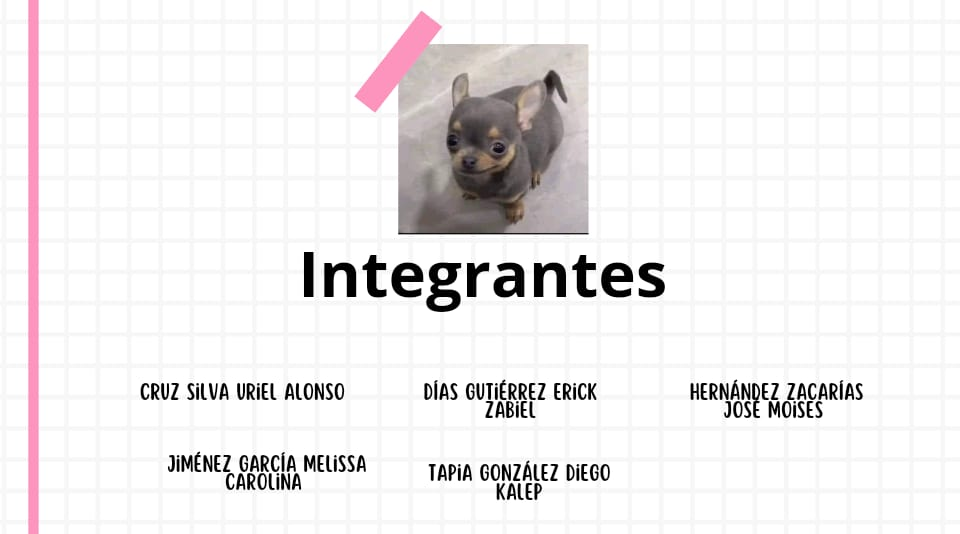 Integrantes
CRUZ SILVA URIEL ALONSO
DÍAS GUTIÉRREZ ERICK
ZABIEL
HERNÁNDEZ ZACARÍAS
JOSÉ MOISES
JIMÉNEZ GARCÍA MELISSA
CAROLINA
TAPIA GONZÁLEZ DIEGO
KALEP